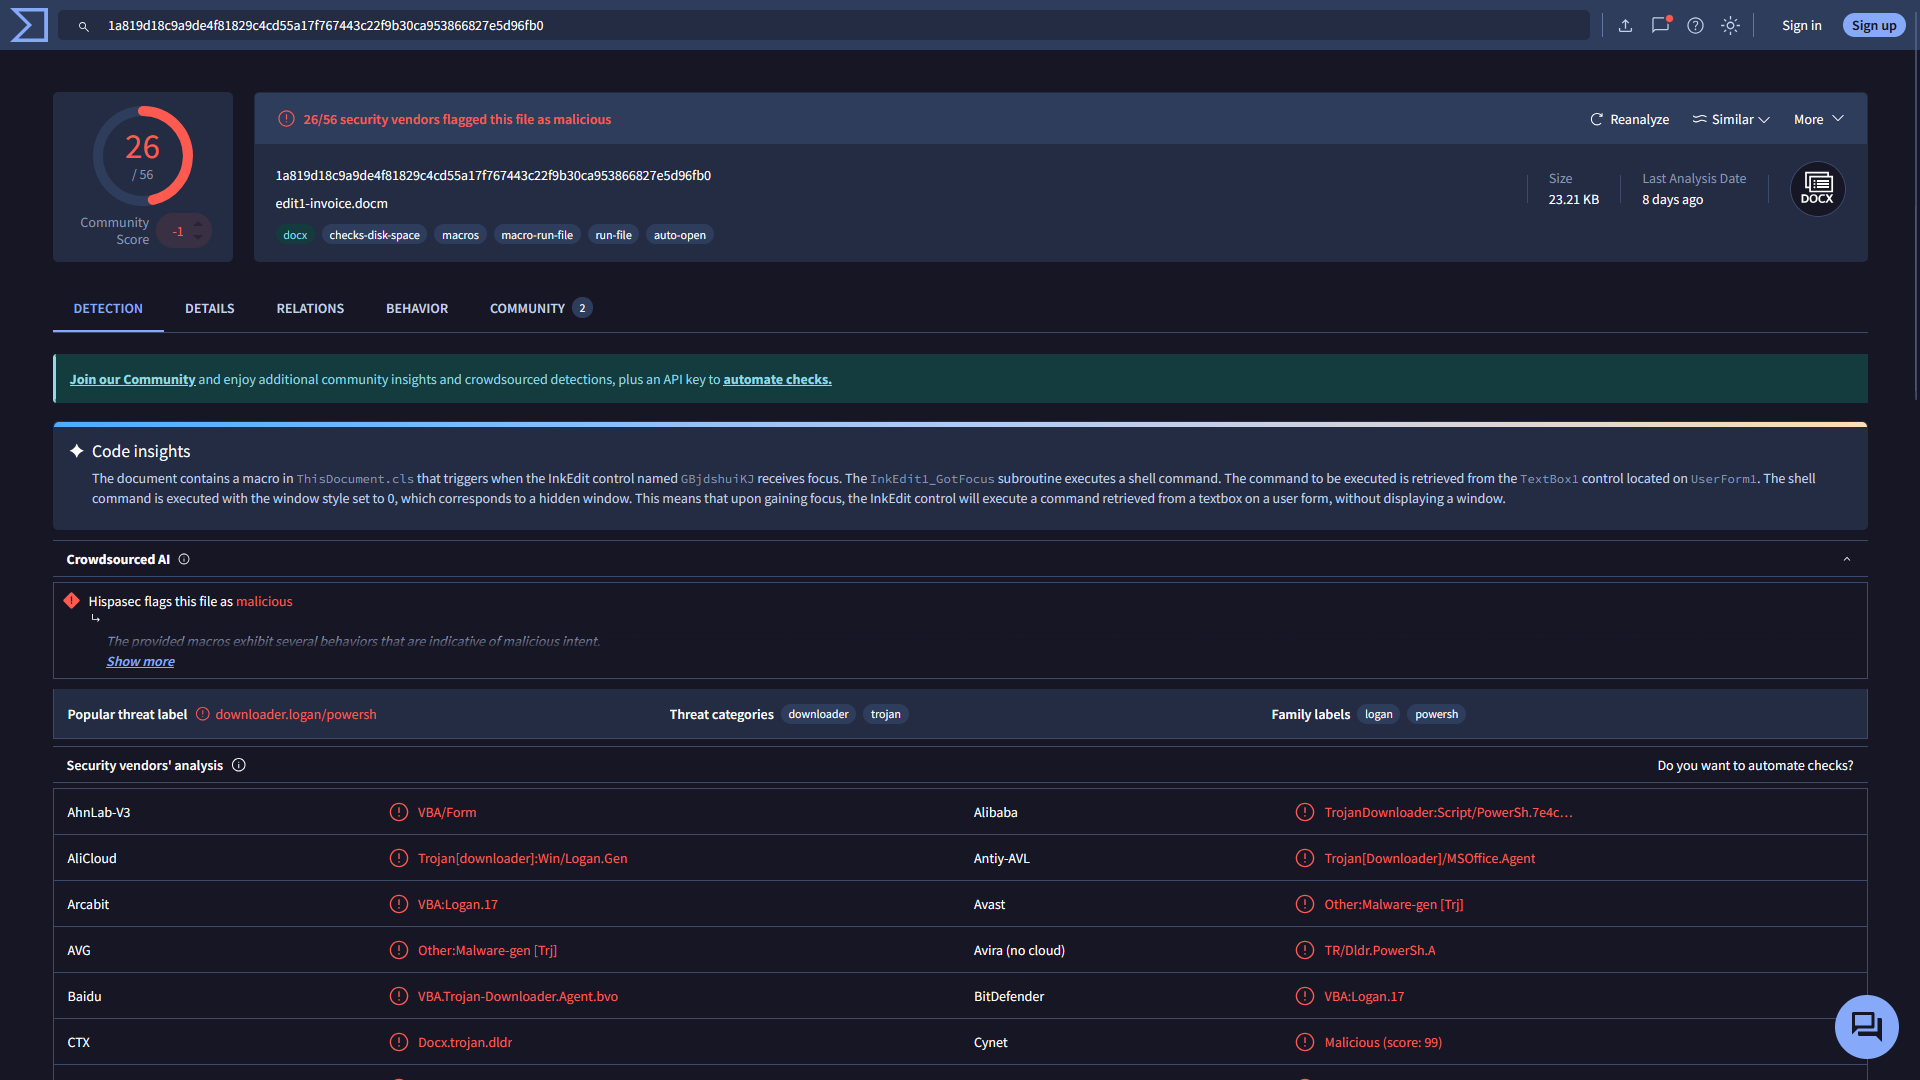 1a819d18c9a9de4f81829c4cd55a17f767443c22f9b30ca953866827e5d96fb0
Sign in
Sign up
26
/ 56
Community Score
-1
26/56 security vendors flagged this file as malicious
Reanalyze
Similar
More
1a819d18c9a9de4f81829c4cd55a17f767443c22f9b30ca953866827e5d96fb0
edit1-invoice.docm
docx checks-disk-space macros macro-run-file run-file auto-open
Size
23.21 KB
Last Analysis Date
8 days ago
DOCX
DETECTION DETAILS RELATIONS BEHAVIOR COMMUNITY 2
Join our Community and enjoy additional community insights and crowdsourced detections, plus an API key to automate checks.
Code insights
The document contains a macro in ThisDocument.cls that triggers when the InkEdit control named GBjdshuiKJ receives focus. The InkEdit1_GotFocus subroutine executes a shell command. The command to be executed is retrieved from the TextBox1 control located on UserForm1. The shell
command is executed with the window style set to 0, which corresponds to a hidden window. This means that upon gaining focus, the InkEdit control will execute a command retrieved from a textbox on a user form, without displaying a window.
Crowdsourced AI
Hispasec flags this file as malicious
The provided macros exhibit several behaviors that are indicative of malicious intent.
Show more
Popular threat label downloader.logan/powersh
Threat categories downloader trojan
Family labels logan powersh
Security vendors' analysis
Do you want to automate checks?
AhnLab-V3 VBA/Form Alibaba TrojanDownloader:Script/PowerSh.7e4c...
AliCloud Trojan[downloader]:Win/Logan.Gen Antiy-AVL Trojan[Downloader]/MSOffice.Agent
Arcabit VBA:Logan.17 Avast Other:Malware-gen [Trj]
AVG Other:Malware-gen [Trj] Avira (no cloud) TR/Dldr.PowerSh.A
Baidu VBA.Trojan-Downloader.Agent.bvo BitDefender VBA:Logan.17
CTX Docx.trojan.dldr Cynet Malicious (score: 99)